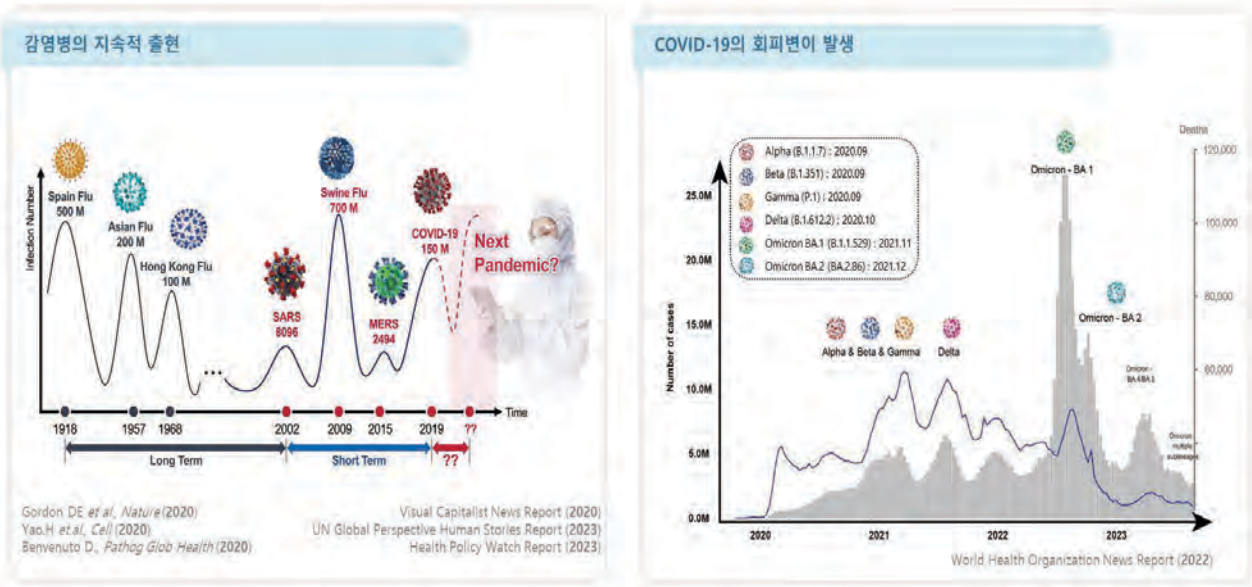 감염병의 지속적 출현
Infection Number
Spain Flu
500 M
Asian Flu
200 M
Hong Kong Flu
100 M
SARS
8096
Swine Flu
700 M
MERS
2494
COVID-19
150 M
Next
Pandemic?
...
Time
1918
1957
1968
2002
2009
2015
2019
??
Long Term
Short Term
??
Gordon DE et al, Nature (2020)
Yao.H et al, Cell (2020)
Benvenuto D., Pathog Glob Health (2020)
Visual Capitalist News Report (2020)
UN Global Perspective Human Stories Report (2023)
Health Policy Watch Report (2023)
COVID-19의 회피변이 발생
Alpha (B.1.1.7) : 2020.09
Beta (B.1.351) : 2020.09
Gamma (P.1) : 2020.09
Delta (B.1.612.2) : 2020.10
Omicron BA.1 (B.1.1.529) : 2021.11
Omicron BA.2 (BA.2.86) : 2021.12
Number of cases
25.0M
20.0M
15.0M
10.0M
5.0M
0.0M
Alpha & Beta & Gamma
Delta
Omicron - BA 1
Omicron - BA 2
Omicron -
Omicron
multiple
sublineages
Deaths
120,000
100,000
80,000
60,000
2020
2021
2022
2023
World Health Organization News Report (2022)